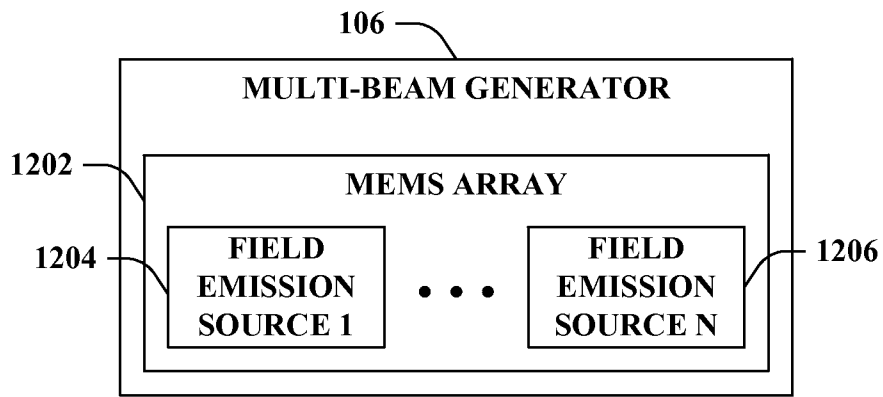 106
MULTI-BEAM GENERATOR
1202
MEMS ARRAY
1204
FIELD
EMISSION
SOURCE 1
• • •
FIELD
EMISSION
SOURCE N
1206